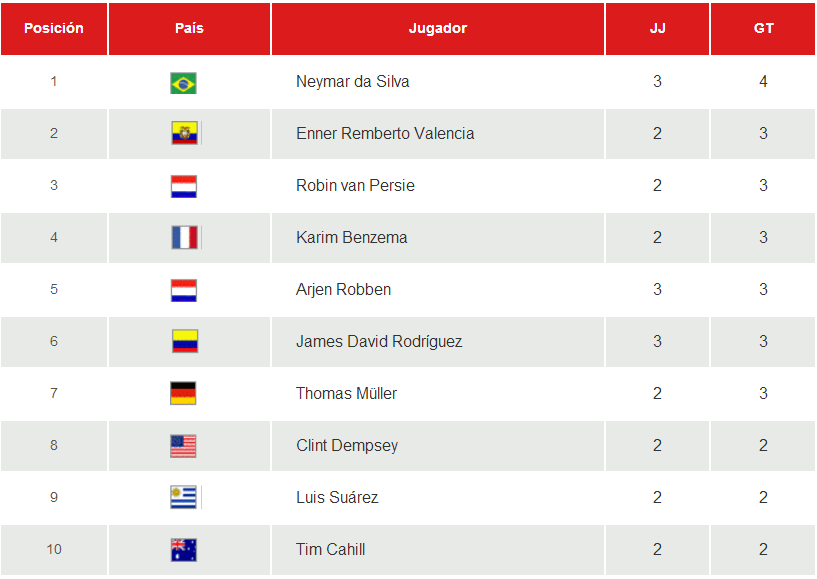 Posición País Jugador JJ GT
1 Neymar da Silva 3 4
2 Enner Remberto Valencia 2 3
3 Robin van Persie 2 3
4 Karim Benzema 2 3
5 Arjen Robben 3 3
6 James David Rodríguez 3 3
7 Thomas Müller 2 3
8 Clint Dempsey 2 2
9 Luis Suárez 2 2
10 Tim Cahill 2 2